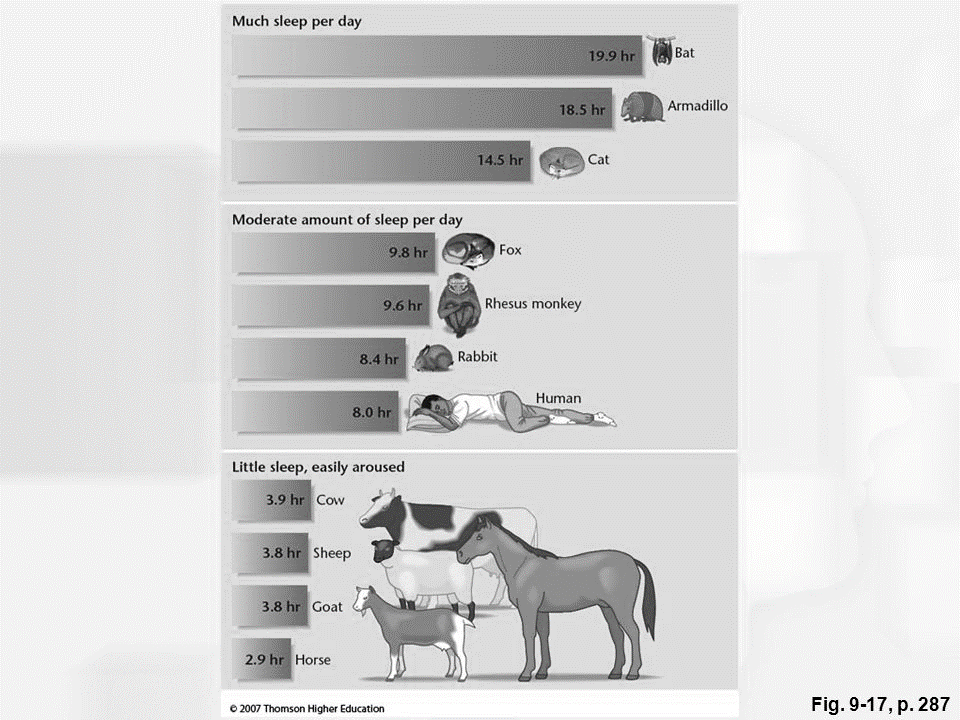 Much sleep per day
19.9 hr Bat
18.5 hr Armadillo
14.5 hr Cat
Moderate amount of sleep per day
9.8 hr Fox
9.6 hr Rhesus monkey
8.4 hr Rabbit
8.0 hr Human
Little sleep, easily aroused
3.9 hr Cow
3.8 hr Sheep
3.8 hr Goat
2.9 hr Horse
© 2007 Thomson Higher Education
Fig. 9-17, p. 287